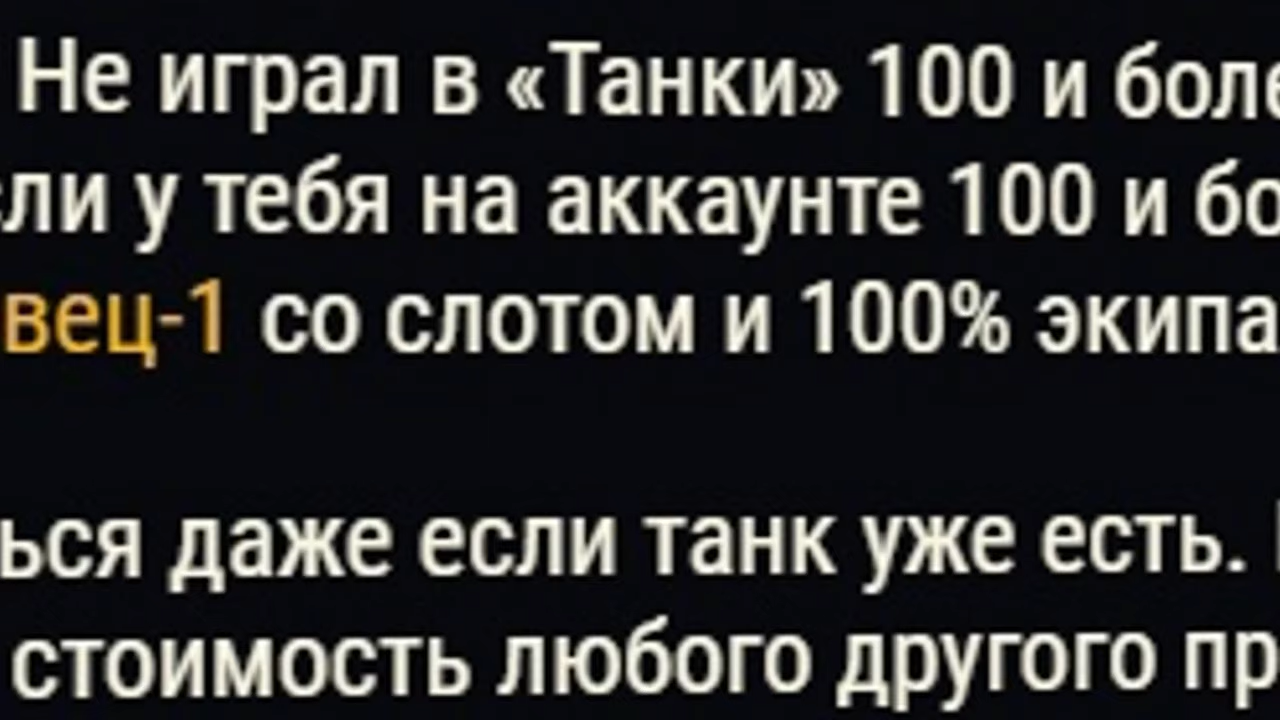 Не играл в «Танки» 100 и боле
сли у тебя на аккаунте 100 и бо
вец-1 со слотом и 100% экипа
ься даже если танк уже есть.
стоимость любого другого пр